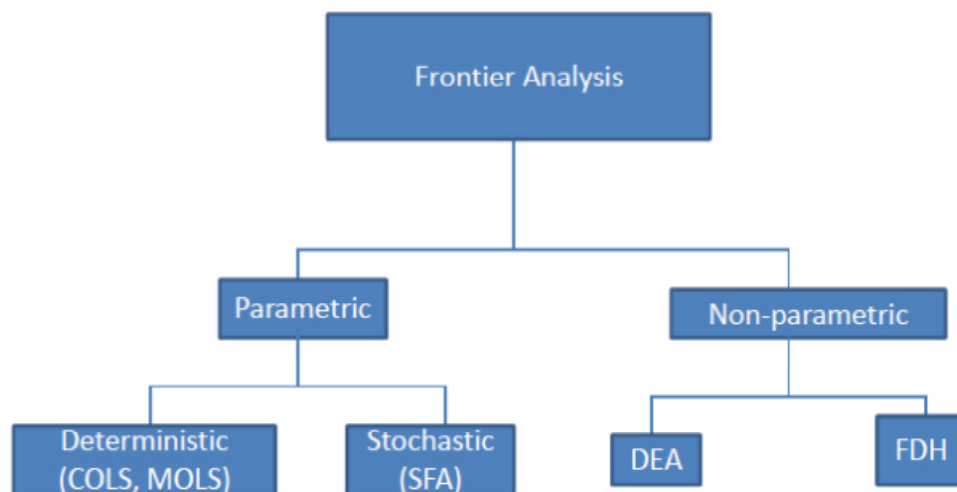 Frontier Analysis
Parametric
Non-parametric
Deterministic
(COLS, MOLS)
Stochastic
(SFA)
DEA
FDH